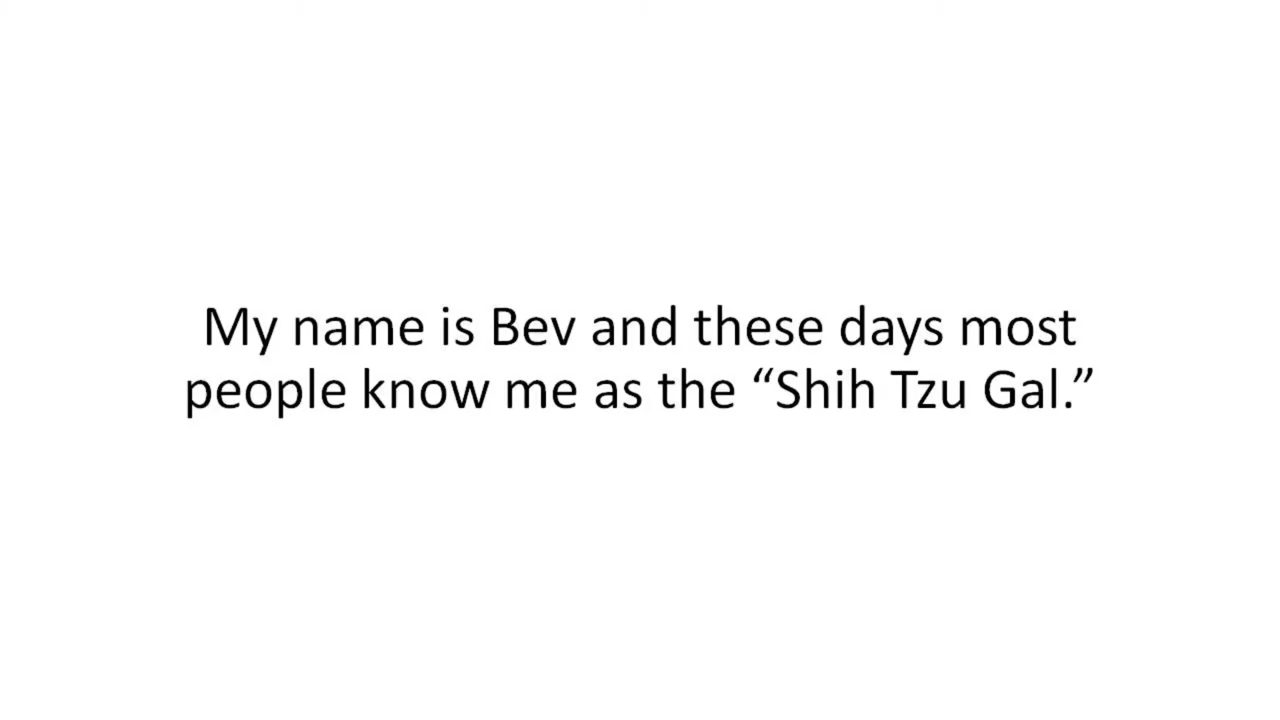 My name is Bev and these days most
people know me as the “Shih Tzu Gal.”